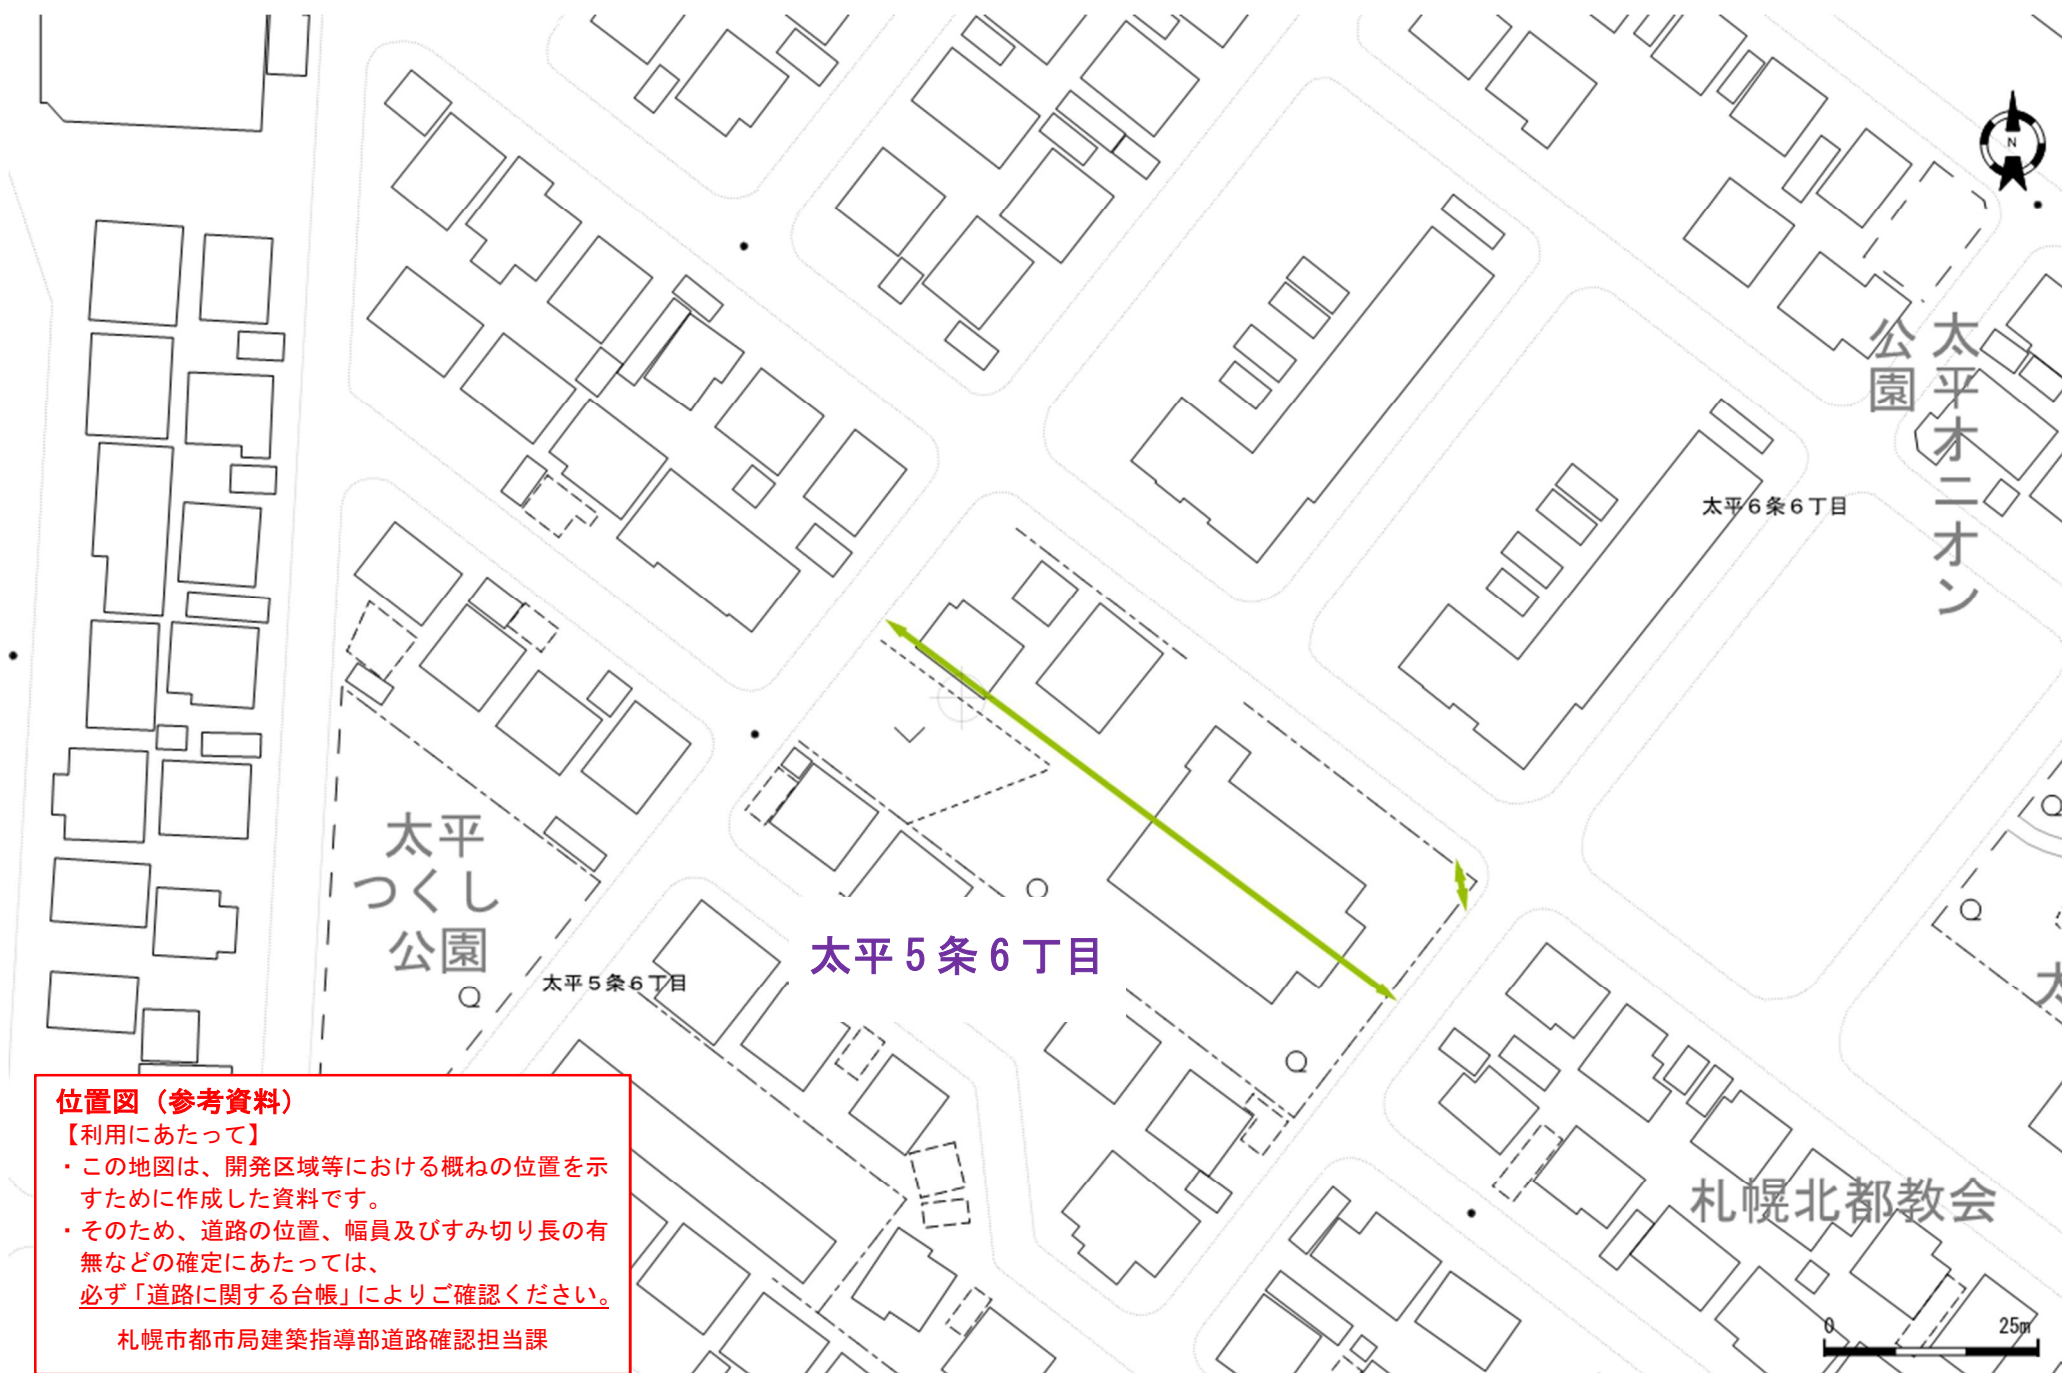 N
太平オニオン
公園
太平６条６丁目
太平
つくし
公園
太平５条６丁目
太平５条６丁目
太
札幌北都教会
位置図（参考資料）
【利用にあたって】
・この地図は、開発区域等における概ねの位置を示
すために作成した資料です。
・そのため、道路の位置、幅員及びすみ切り長の有
無などの確定にあたっては、
必ず「道路に関する台帳」によりご確認ください。
札幌市都市局建築指導部道路確認担当課
0 25m